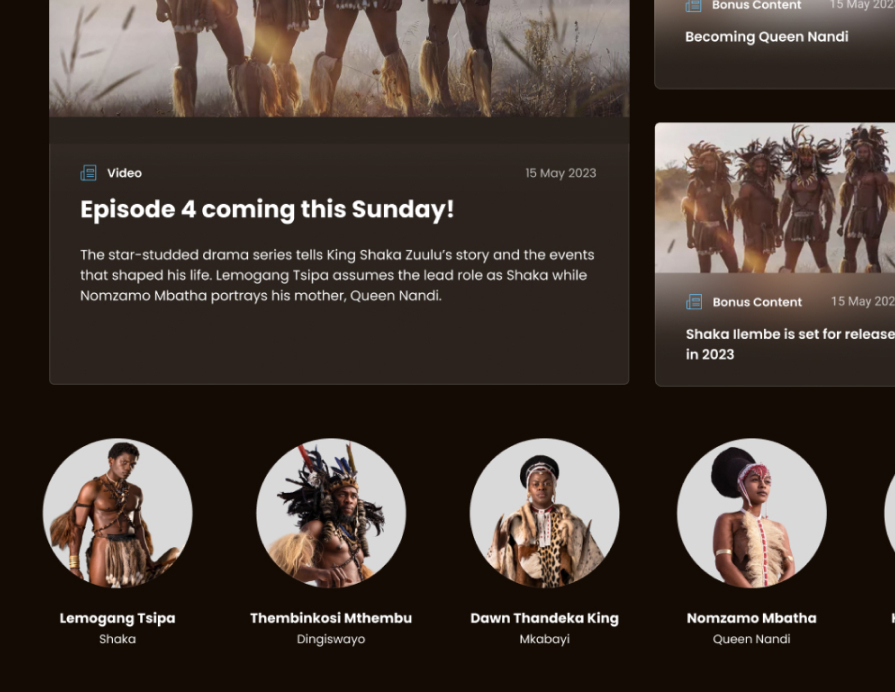 Bonus Content
15 May 202
Becoming Queen Nandi
Video
15 May 2023
Episode 4 coming this Sunday!
The star-studded drama series tells King Shaka Zuulu’s story and the events
that shaped his life. Lemogang Tsipa assumes the lead role as Shaka while
Nomzamo Mbatha portrays his mother, Queen Nandi.
Bonus Content
15 May 202
Shaka Ilembe is set for release
in 2023
Lemogang Tsipa
Shaka
Thembinkosi Mthembu
Dingiswayo
Dawn Thandeka King
Mkabayi
Nomzamo Mbatha
Queen Nandi